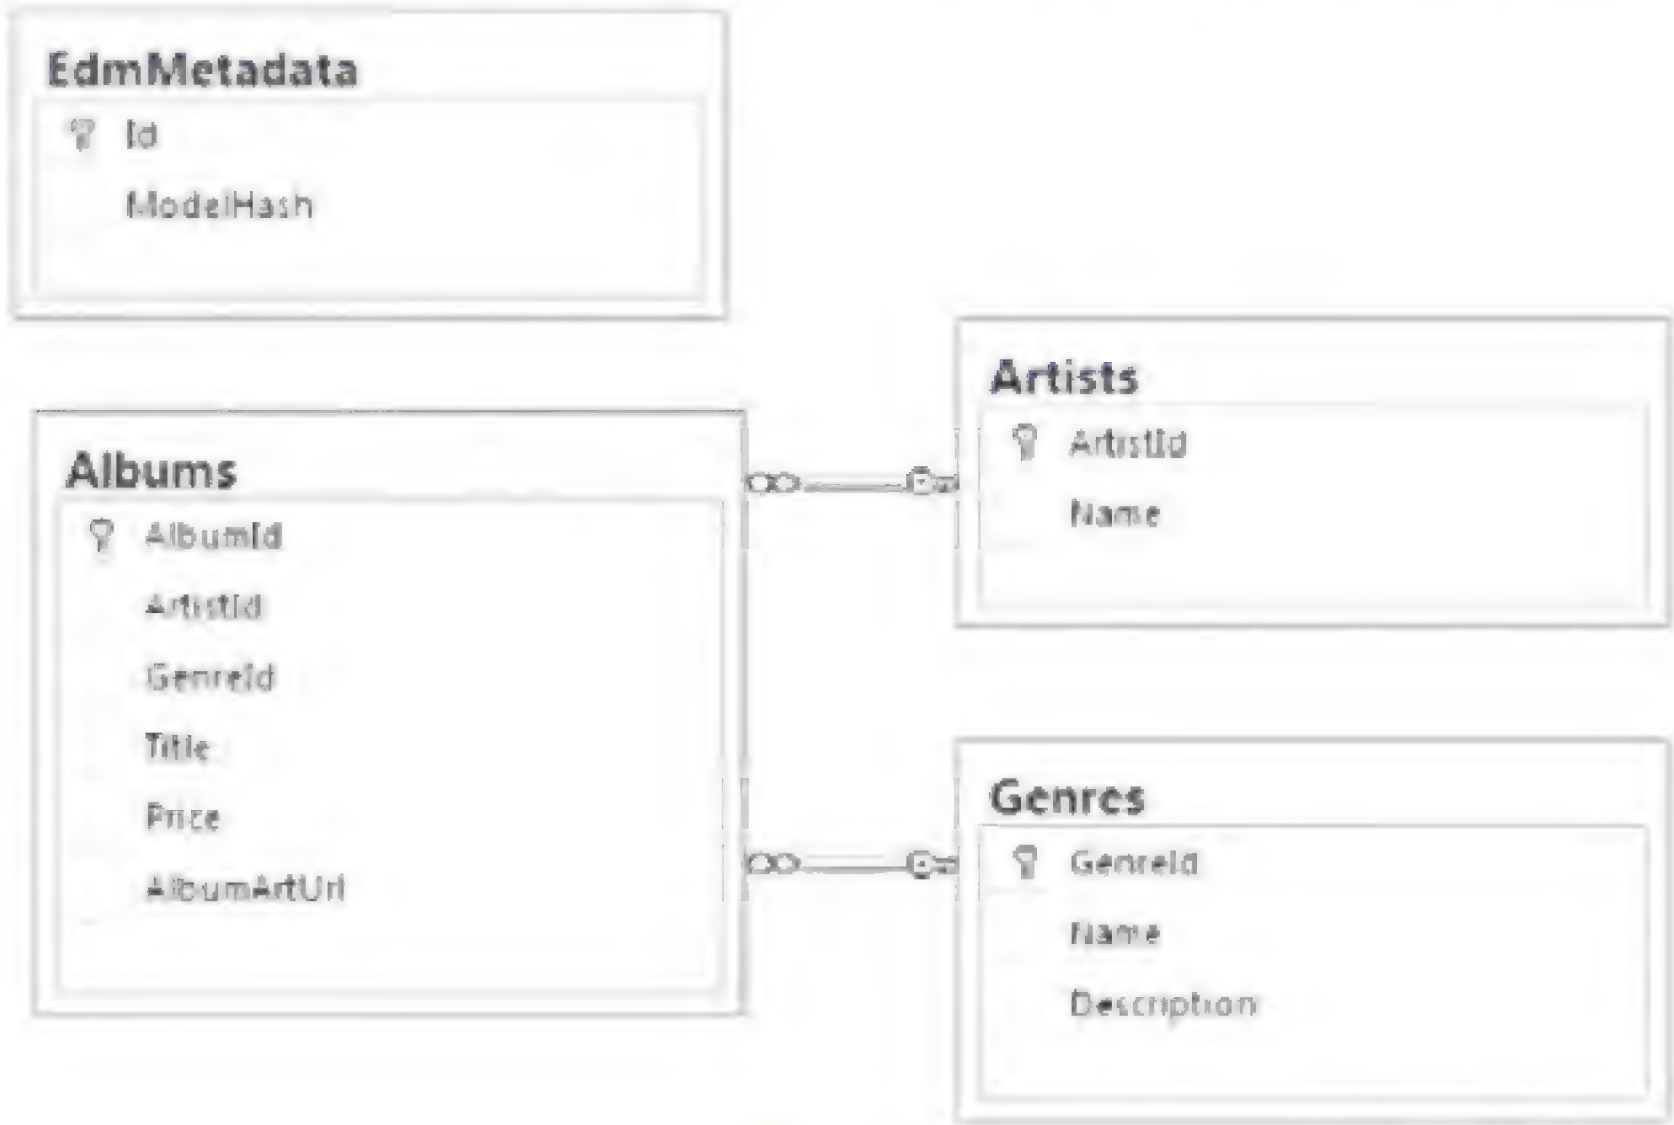 EdmMetadata
Id
ModelHash
Albums
AlbumId
ArtistId
GenreId
Title
Price
AlbumArtUrl
Artists
ArtistId
Name
Genres
GenreId
Name
Description